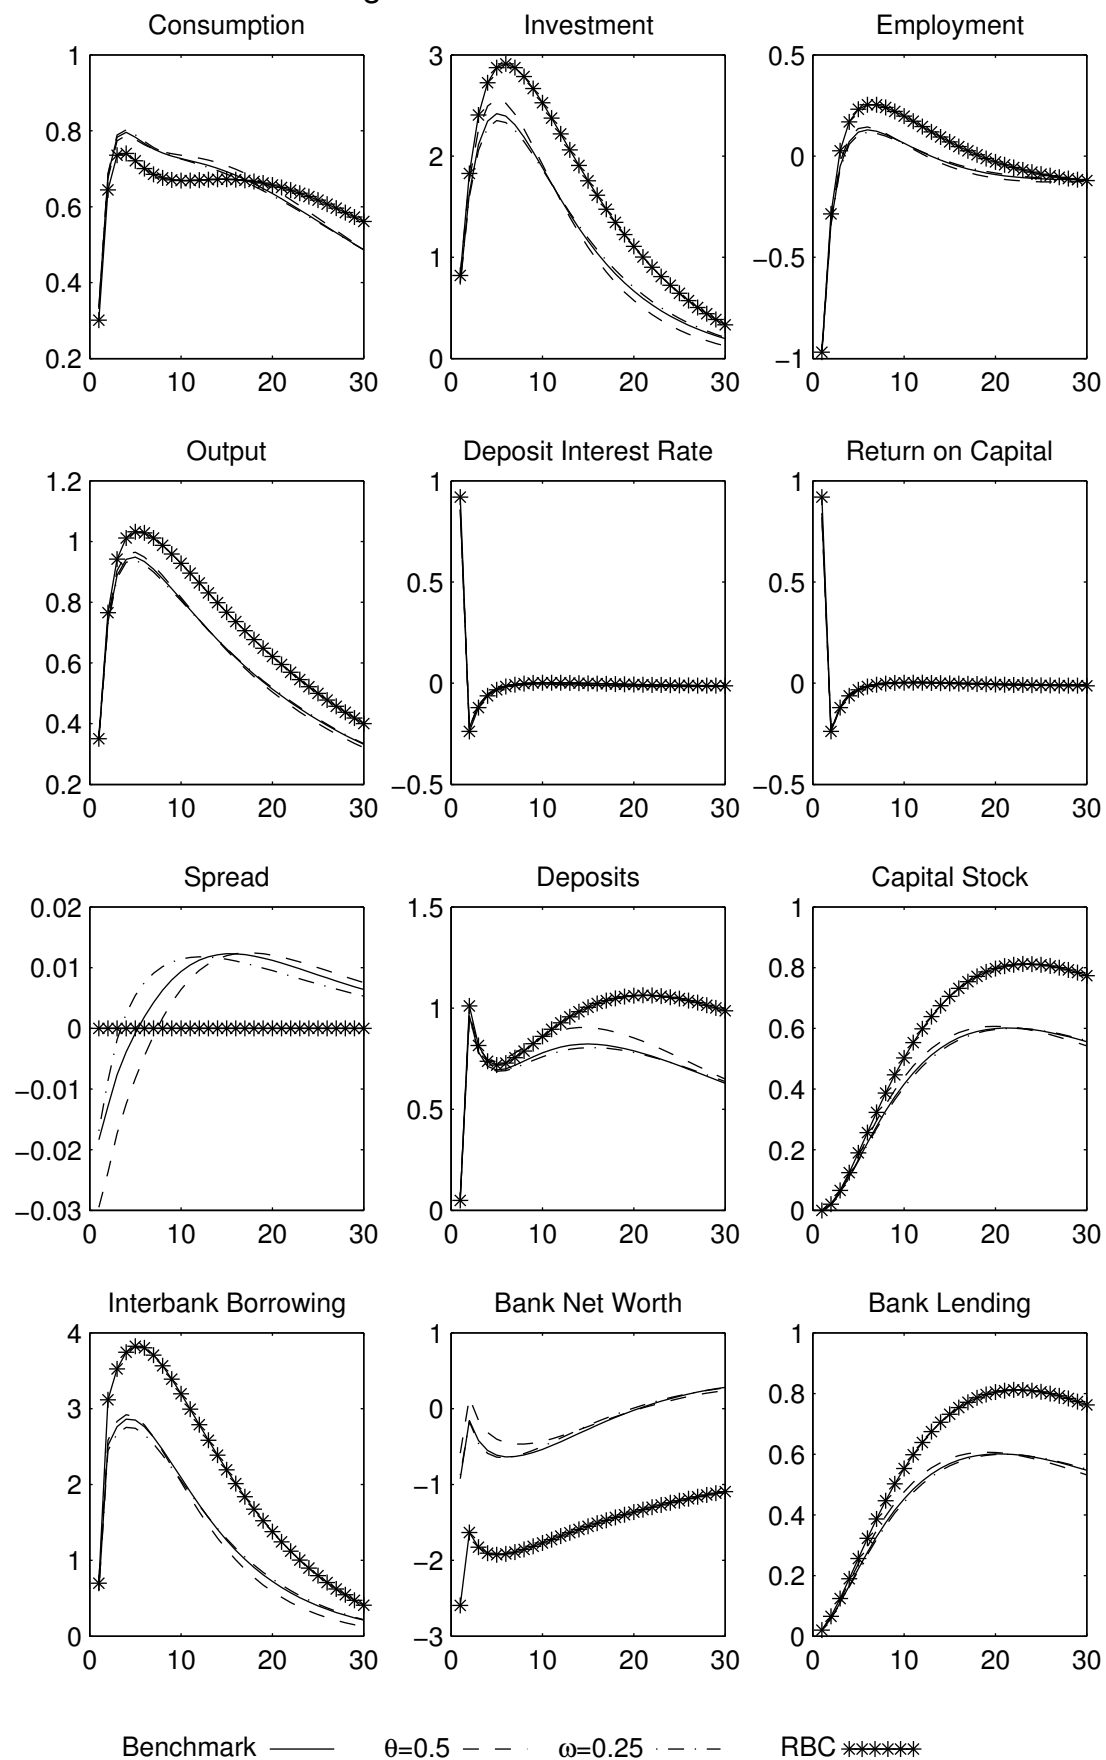 Consumption Investment Employment
1 3 0.5
0.8
2 0
0.6
1 −0.5
0.4
0.2 0 −1
0 10 20 30 0 10 20 30 0 10 20 30
Output Deposit Interest Rate Return on Capital
1.2 1 1
1
0.5 0.5
0.8
0.6
0 0
0.4
0.2 −0.5 −0.5
0 10 20 30 0 10 20 30 0 10 20 30
Spread Deposits Capital Stock
0.02 1.5 1
0.01 0.8
1
0 0.6
−0.01 0.4
0.5
−0.02 0.2
−0.03 0 0
0 10 20 30 0 10 20 30 0 10 20 30
Interbank Borrowing Bank Net Worth Bank Lending
4 1 1
3 0 0.8
0.6
2 −1
0.4
1 −2 0.2
0 −3 0
0 10 20 30 0 10 20 30 0 10 20 30
Benchmark θ=0.5 ω=0.25 RBC